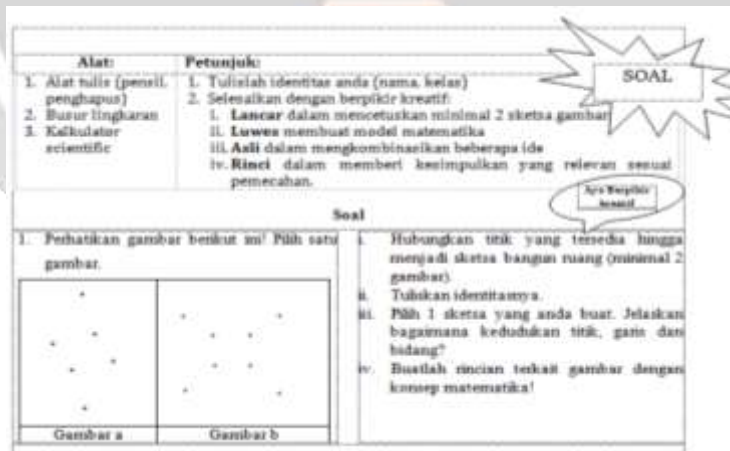 SOAL
Alat:
1. Alat tulis (pensil,
penghapus)
2. Busur lingkaran
3. Kalkulator
scientific
Petunjuk:
1. Tulislah identitas anda (nama, kelas)
2. Selesaikan dengan berpikir kreatif:
i. Lancar dalam mencetuskan minimal 2 sketsa gambar
ii. Luwes membuat model matematika
iii. Asli dalam mengkombinasikan beberapa ide
iv. Rinci dalam memberi kesimpulkan yang relevan sesuai
pemecahan.
Ayo Berpikir
kreatif
Soal
1. Perhatikan gambar berikut ini! Pilih satu
gambar.
Gambar a
Gambar b
i. Hubungkan titik yang tersedia hingga
menjadi sketsa bangun ruang (minimal 2
gambar).
ii. Tuliskan identitasnya.
iii. Pilih 1 sketsa yang anda buat. Jelaskan
bagaimana kedudukan titik, garis dan
bidang?
iv. Buatlah rincian terkait gambar dengan
konsep matematika!